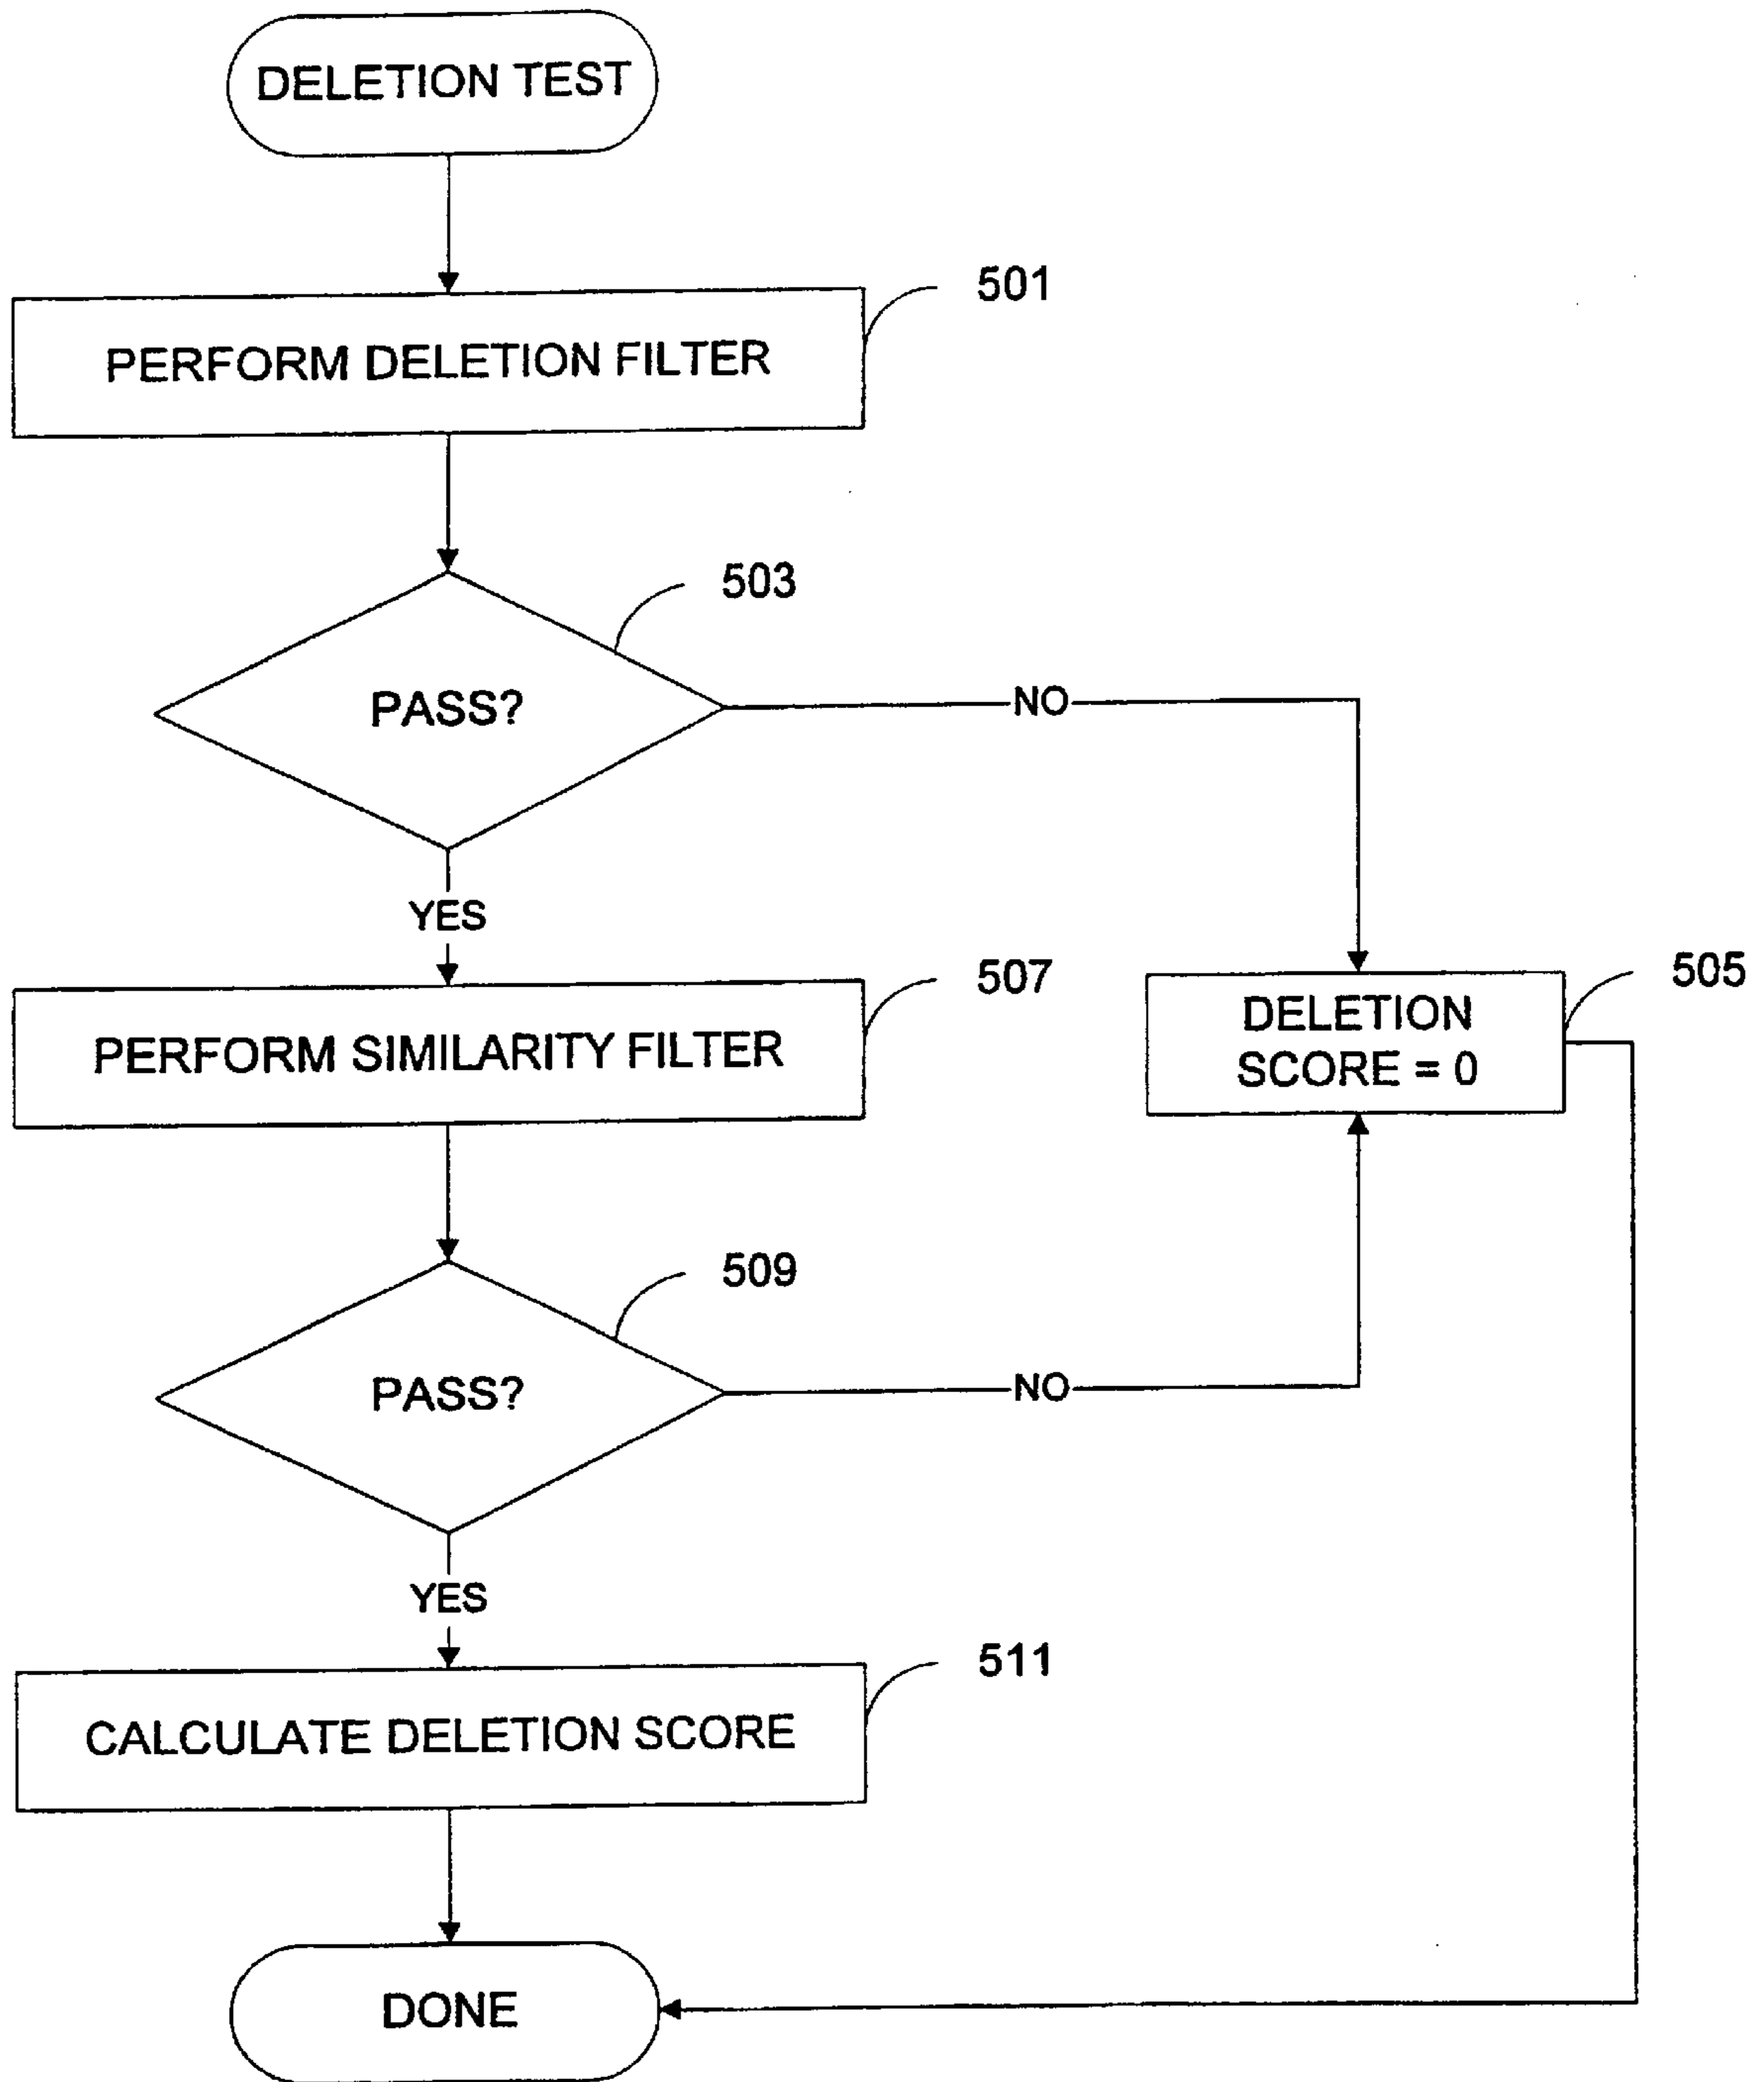 DELETION TEST
501
PERFORM DELETION FILTER
503
PASS?
NO
YES
507
PERFORM SIMILARITY FILTER
505
DELETION
SCORE = 0
509
PASS?
NO
YES
511
CALCULATE DELETION SCORE
DONE